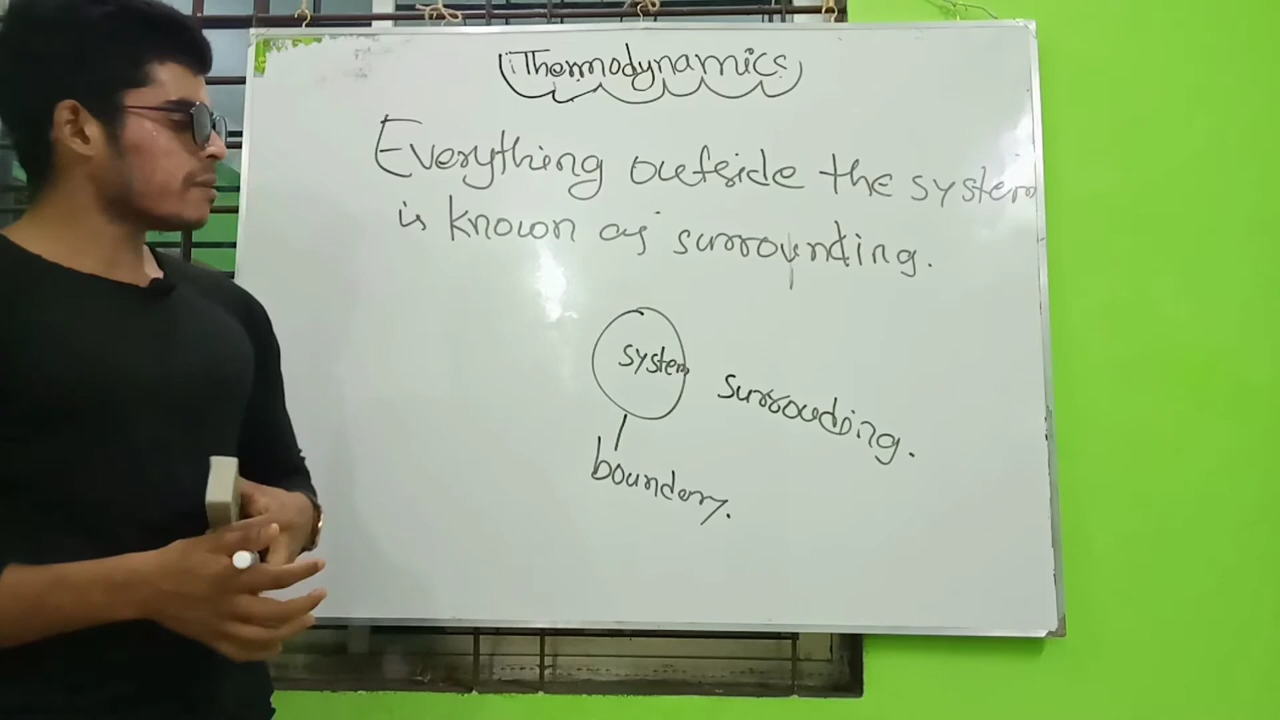 Thermodynamics
Everything outside the system
is known as surrounding.
system
surrouding.
boundary.